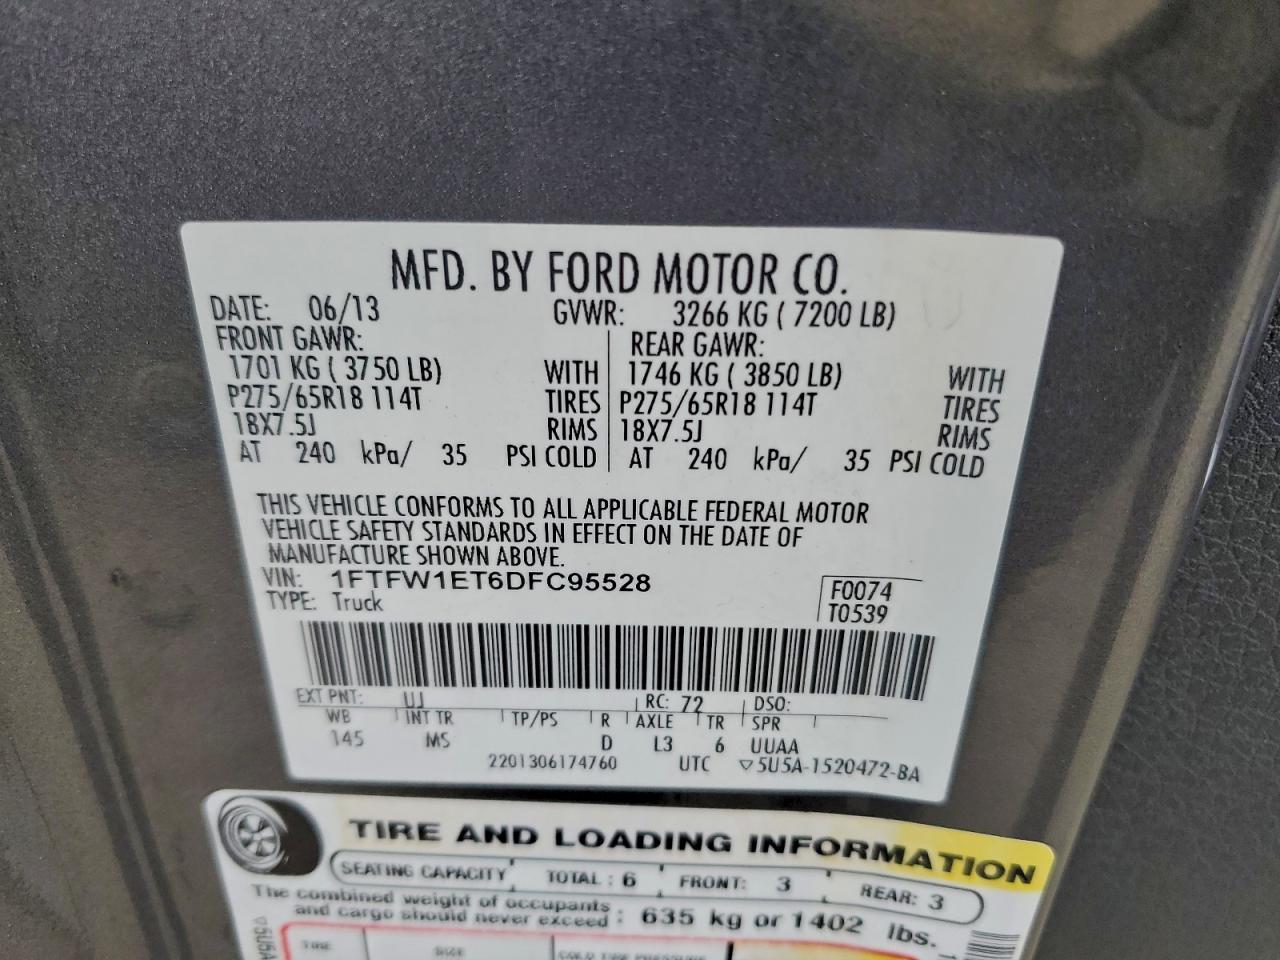 MFD. BY FORD MOTOR CO.
DATE: 06/13 GVWR: 3266 KG ( 7200 LB)
FRONT GAWR: REAR GAWR:
1701 KG ( 3750 LB) WITH 1746 KG ( 3850 LB) WITH
P275/65R18 114T TIRES P275/65R18 114T TIRES
18X7.5J RIMS 18X7.5J RIMS
AT 240 kPa/ 35 PSI COLD AT 240 kPa/ 35 PSI COLD
THIS VEHICLE CONFORMS TO ALL APPLICABLE FEDERAL MOTOR
VEHICLE SAFETY STANDARDS IN EFFECT ON THE DATE OF
MANUFACTURE SHOWN ABOVE.
VIN: 1FTFW1ET6DFC95528 F0074
TYPE: Truck T0539
EXT PNT: UJ RC: 72 DSO:
WB INT TR TP/PS R AXLE TR SPR
145 MS D L3 6 UUAA
2201306174760 UTC ▽5U5A-1520472-BA
TIRE AND LOADING INFORMATION
SEATING CAPACITY TOTAL : 6 FRONT: 3 REAR: 3
The combined weight of occupants
and cargo should never exceed : 635 kg or 1402 lbs.
TIRE SIZE COLD TIRE PRESSURE